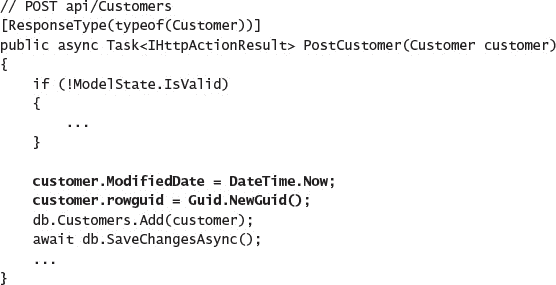 // POST api/Customers
[ResponseType(typeof(Customer))]
public async Task<IHttpActionResult> PostCustomer(Customer customer)
{
    if (!ModelState.IsValid)
    {
        ...
    }

    customer.ModifiedDate = DateTime.Now;
    customer.rowguid = Guid.NewGuid();
    db.Customers.Add(customer);
    await db.SaveChangesAsync();
    ...
}